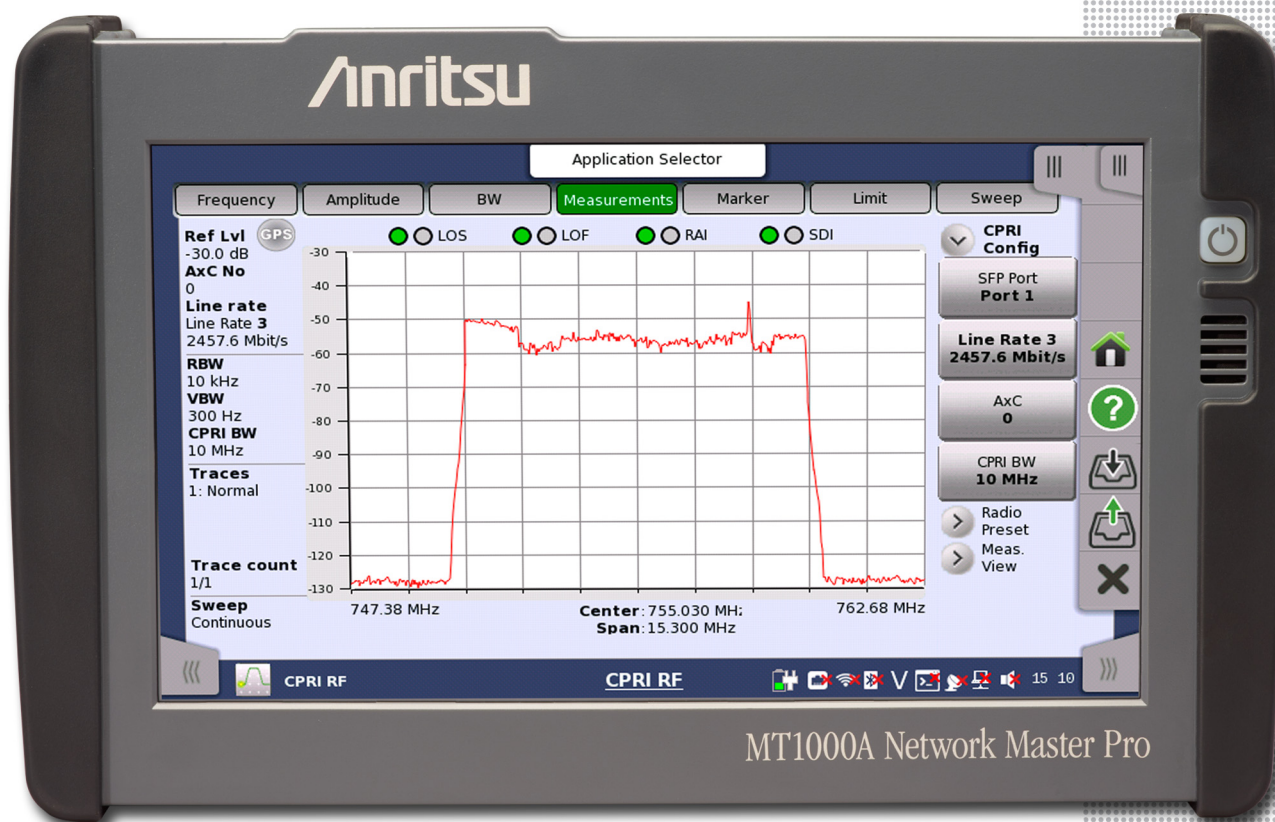 Anritsu
Application Selector
Frequency Amplitude BW Measurements Marker Limit Sweep
Ref Lvl GPS
-30.0 dB
AxC No
0
Line rate
Line Rate 3
2457.6 Mbit/s
RBW
10 kHz
VBW
300 Hz
CPRI BW
10 MHz
Traces
1: Normal
Trace count
1/1
Sweep
Continuous
LOS LOF RAI SDI
-30
-40
-50
-60
-70
-80
-90
-100
-110
-120
-130
747.38 MHz Center:755.030 MHz 762.68 MHz
Span:15.300 MHz
CPRI
Config
SFP Port
Port 1
Line Rate 3
2457.6 Mbit/s
AxC
0
CPRI BW
10 MHz
Radio
Preset
Meas.
View
?
CPRI RF CPRI RF V 15 10
MT1000A Network Master Pro